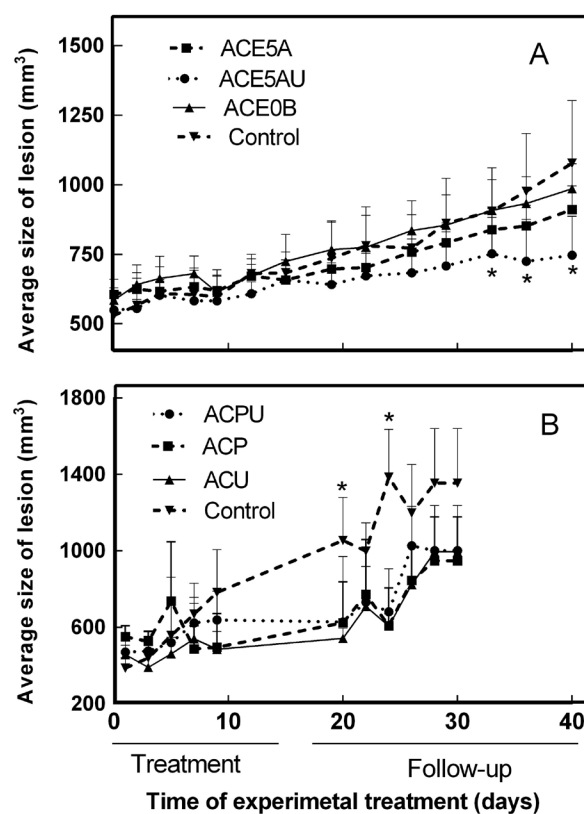 A
ACE5A
ACE5AU
ACE0B
Control
Average size of lesion (mm³)
1500
1250
1000
750
500
* * *
B
ACPU
ACP
ACU
Control
Average size of lesion (mm³)
1800
1400
1000
600
200
* *
0 10 20 30 40
Treatment Follow-up
Time of experimetal treatment (days)